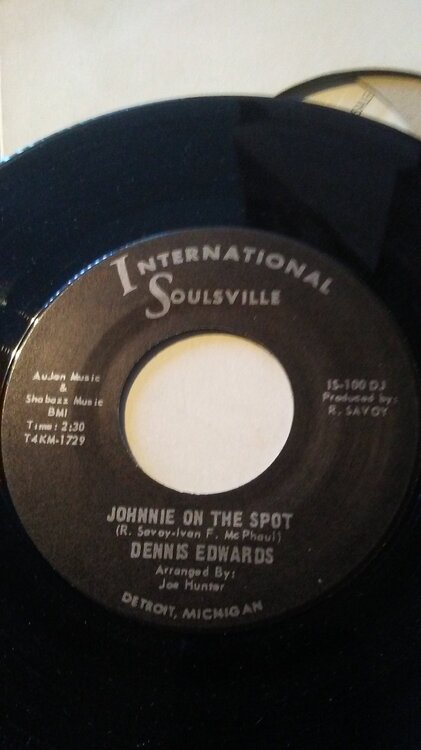 INTERNATIONAL
SOULSVILLE
AuJon Music
&
Shabazz Music
BMI
Time: 2:30
T4KM-1729
IS-100 DJ
Produced by:
R. SAVOY
JOHNNIE ON THE SPOT
(R. Savoy-Ivan F. McPhaul)
DENNIS EDWARDS
Arranged By:
Joe Hunter
DETROIT, MICHIGAN